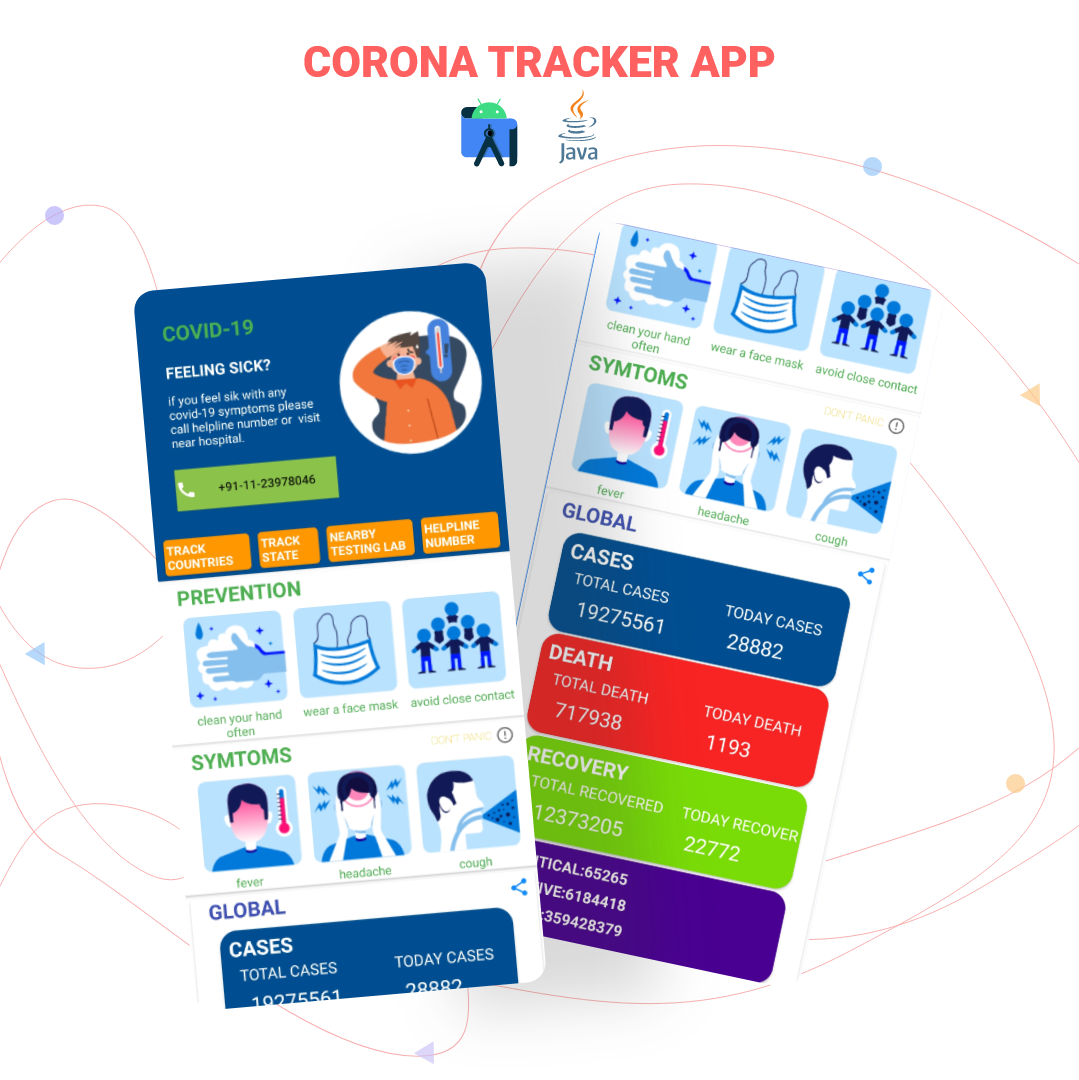 CORONA TRACKER APP
Java
COVID-19
FEELING SICK?
if you feel sik with any
covid-19 symptoms please
call helpline number or visit
near hospital.
+91-11-23978046
TRACK
COUNTRIES
TRACK
STATE
NEARBY
TESTING LAB
HELPLINE
NUMBER
PREVENTION
clean your hand
often
wear a face mask
avoid close contact
SYMTOMS
DON'T PANIC
fever
headache
cough
GLOBAL
CASES
TOTAL CASES
TODAY CASES
19275561
28882
clean your hand
often
wear a face mask
avoid close contact
SYMTOMS
DON'T PANIC
fever
headache
cough
GLOBAL
CASES
TOTAL CASES
TODAY CASES
19275561
28882
DEATH
TOTAL DEATH
TODAY DEATH
717938
1193
RECOVERY
TOTAL RECOVERED
TODAY RECOVER
12373205
22772
ITICAL:65265
IVE:6184418
:359428379